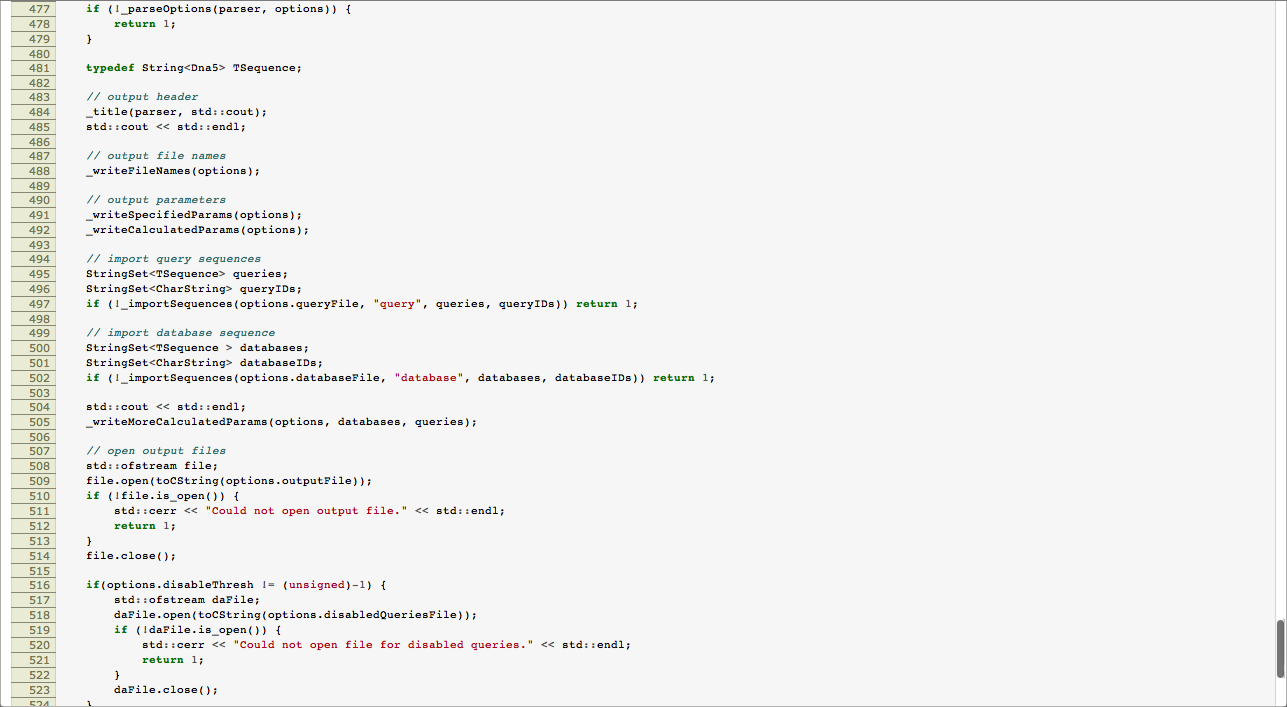 477 if (!_parseOptions(parser, options)) {
478 return 1;
479 }
480
481 typedef String<Dna5> TSequence;
482
483 // output header
484 _title(parser, std::cout);
485 std::cout << std::endl;
486
487 // output file names
488 _writeFileNames(options);
489
490 // output parameters
491 _writeSpecifiedParams(options);
492 _writeCalculatedParams(options);
493
494 // import query sequences
495 StringSet<TSequence> queries;
496 StringSet<CharString> queryIDs;
497 if (!_importSequences(options.queryFile, "query", queries, queryIDs)) return 1;
498
499 // import database sequence
500 StringSet<TSequence > databases;
501 StringSet<CharString> databaseIDs;
502 if (!_importSequences(options.databaseFile, "database", databases, databaseIDs)) return 1;
503
504 std::cout << std::endl;
505 _writeMoreCalculatedParams(options, databases, queries);
506
507 // open output files
508 std::ofstream file;
509 file.open(toCString(options.outputFile));
510 if (!file.is_open()) {
511 std::cerr << "Could not open output file." << std::endl;
512 return 1;
513 }
514 file.close();
515
516 if(options.disableThresh != (unsigned)-1) {
517 std::ofstream daFile;
518 daFile.open(toCString(options.disabledQueriesFile));
519 if (!daFile.is_open()) {
520 std::cerr << "Could not open file for disabled queries." << std::endl;
521 return 1;
522 }
523 daFile.close();
524 }